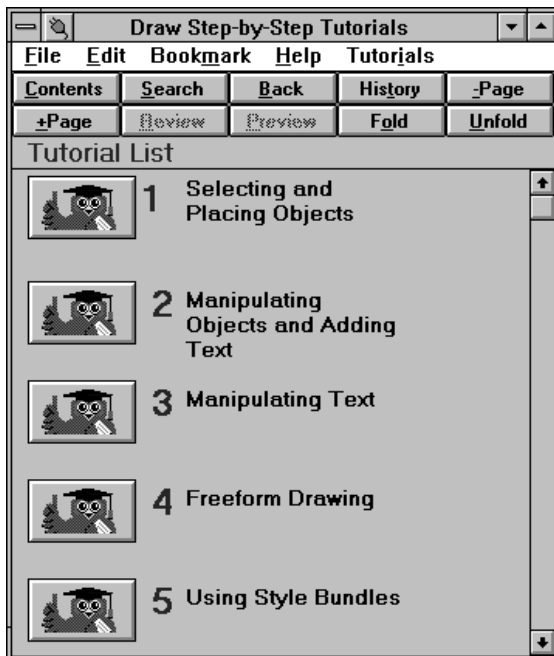 Draw Step-by-Step Tutorials
File Edit Bookmark Help Tutorials
Contents Search Back History -Page
+Page Review Preview Fold Unfold
Tutorial List
1 Selecting and
Placing Objects
2 Manipulating
Objects and Adding
Text
3 Manipulating Text
4 Freeform Drawing
5 Using Style Bundles